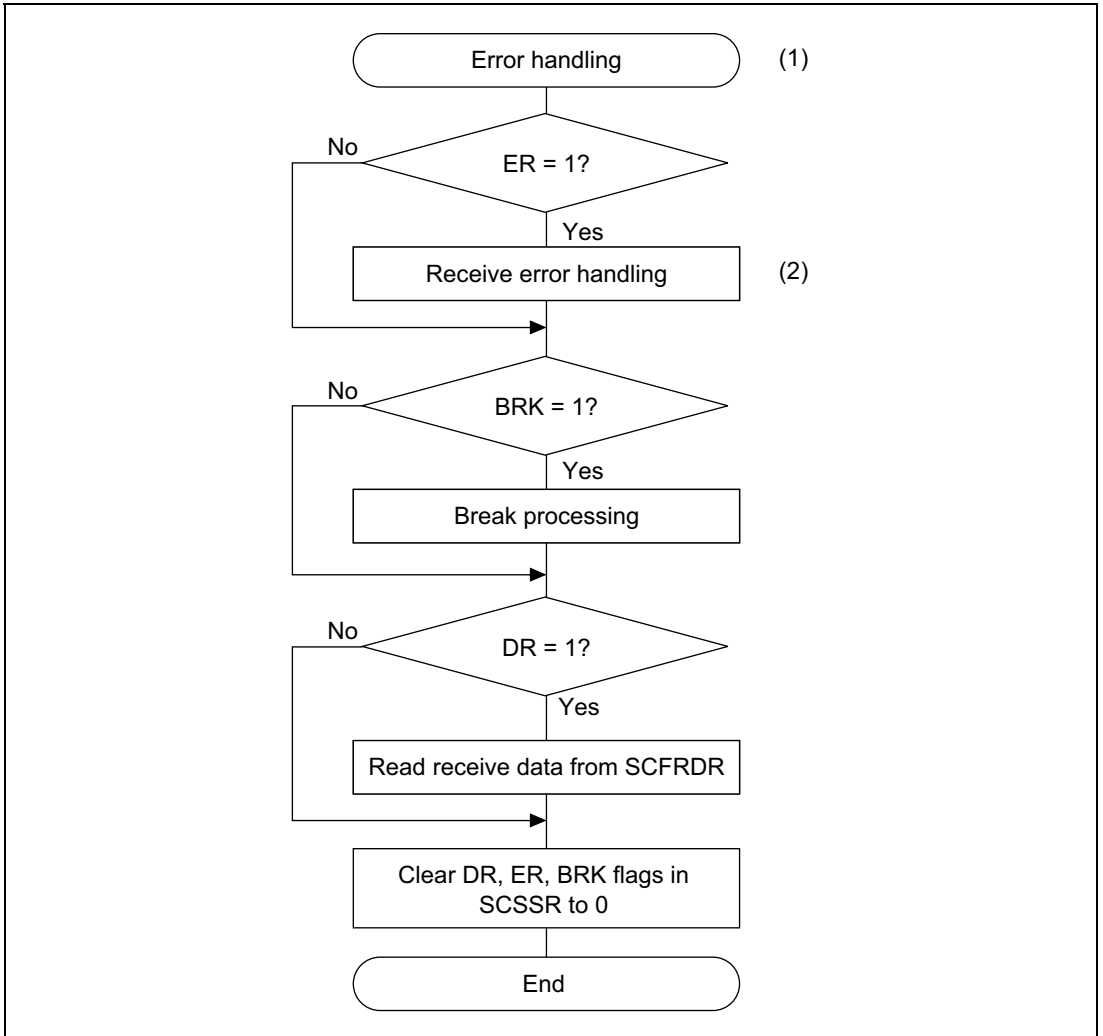 Error handling (1)
No
ER = 1?
Yes
Receive error handling (2)
No
BRK = 1?
Yes
Break processing
No
DR = 1?
Yes
Read receive data from SCFRDR
Clear DR, ER, BRK flags in
SCSSR to 0
End